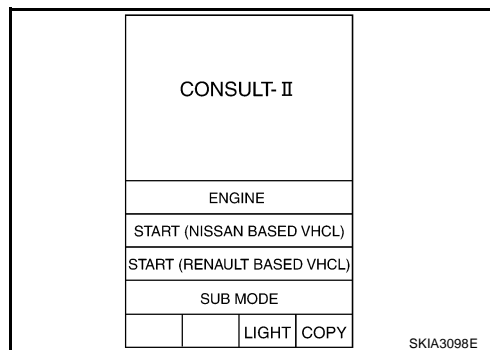 CONSULT-II
ENGINE
START (NISSAN BASED VHCL)
START (RENAULT BASED VHCL)
SUB MODE
LIGHT COPY
SKIA3098E